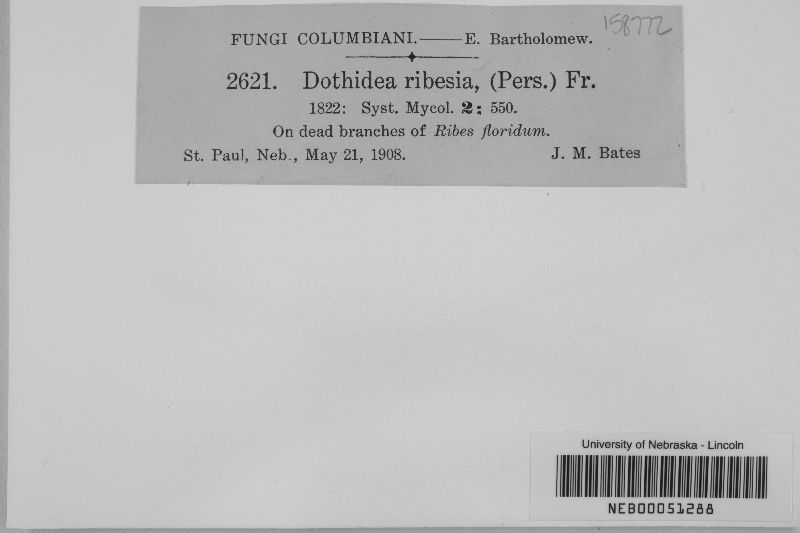 158772
FUNGI COLUMBIANI.——E. Bartholomew.
2621. Dothidea ribesia, (Pers.) Fr.
1822: Syst. Mycol. 2: 550.
On dead branches of Ribes floridum.
St. Paul, Neb., May 21, 1908. J. M. Bates
University of Nebraska - Lincoln
NEB00051288